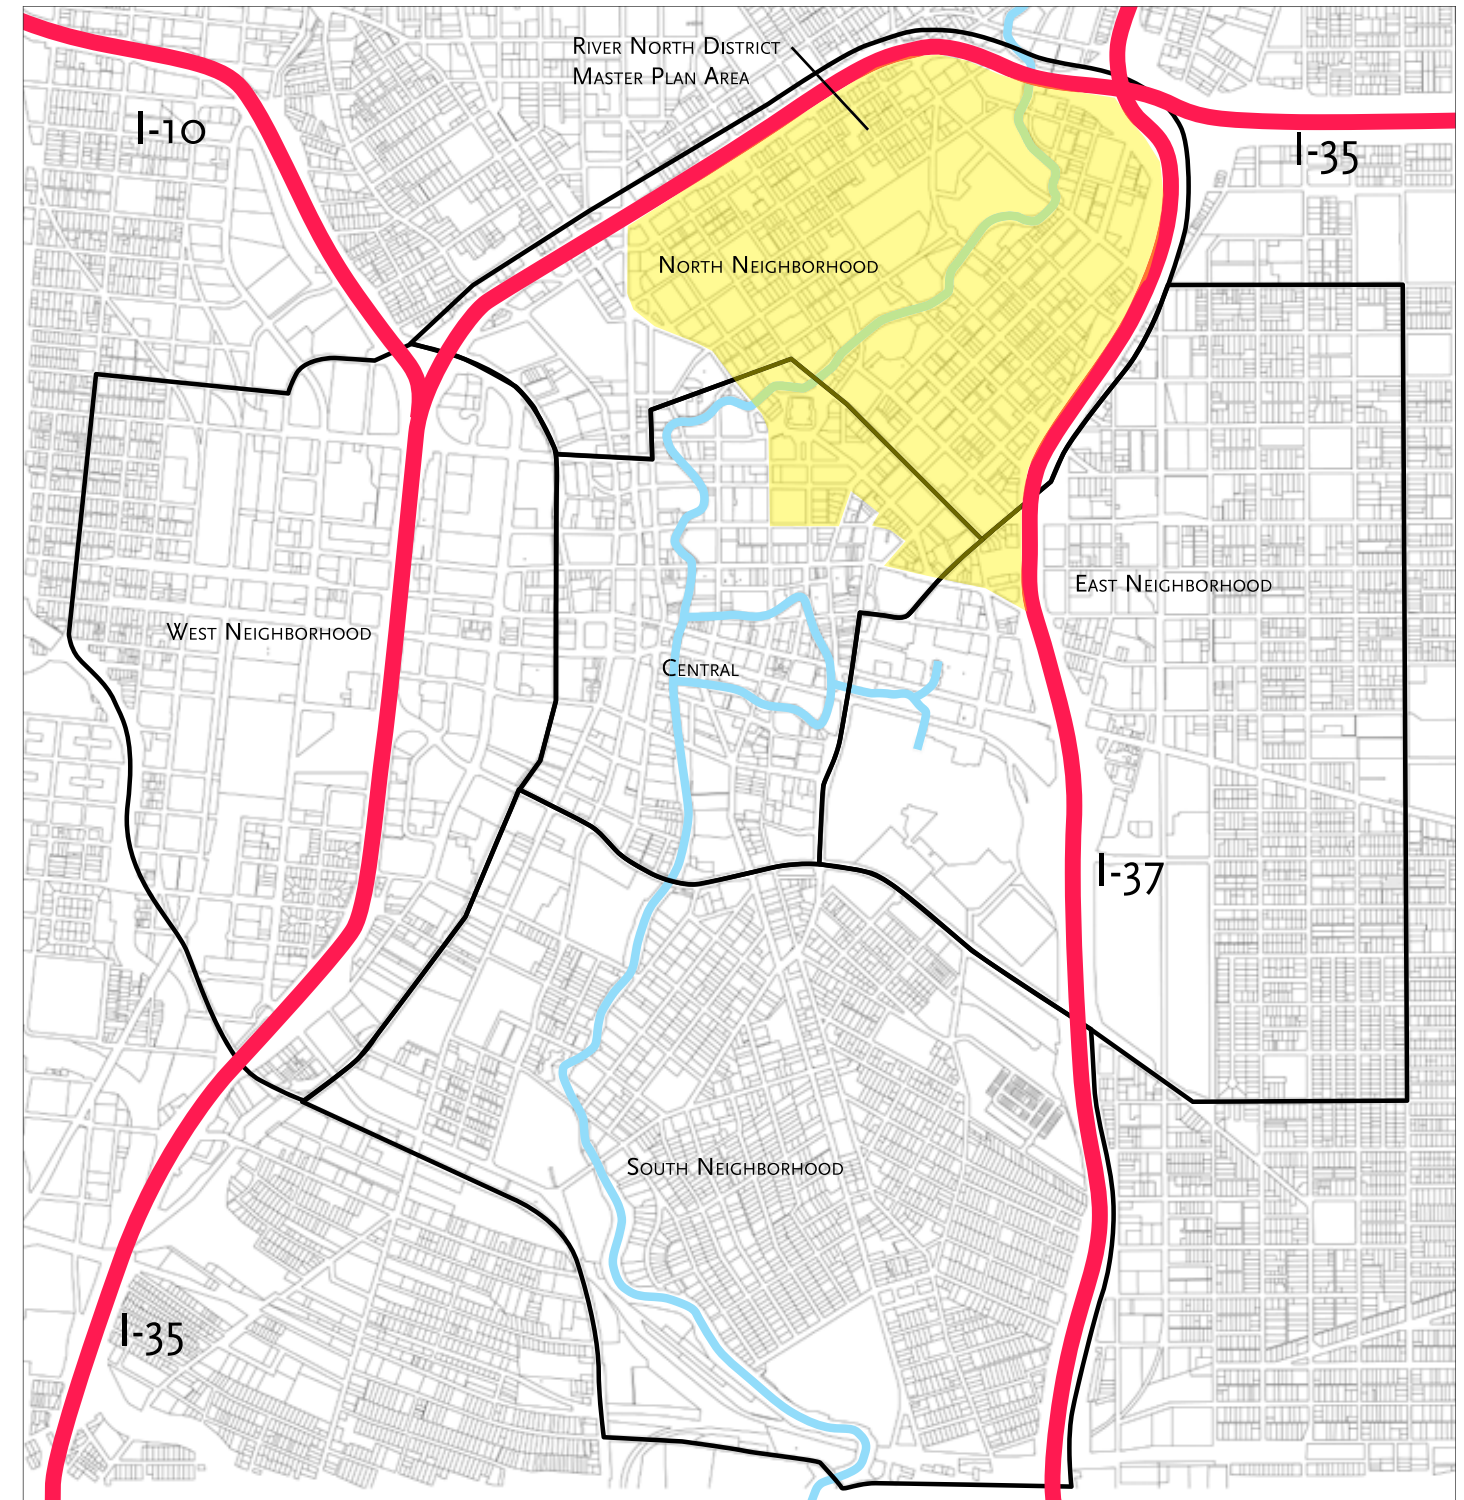 River North District
Master Plan Area
I-10
I-35
North Neighborhood
East Neighborhood
West Neighborhood
Central
I-37
South Neighborhood
I-35